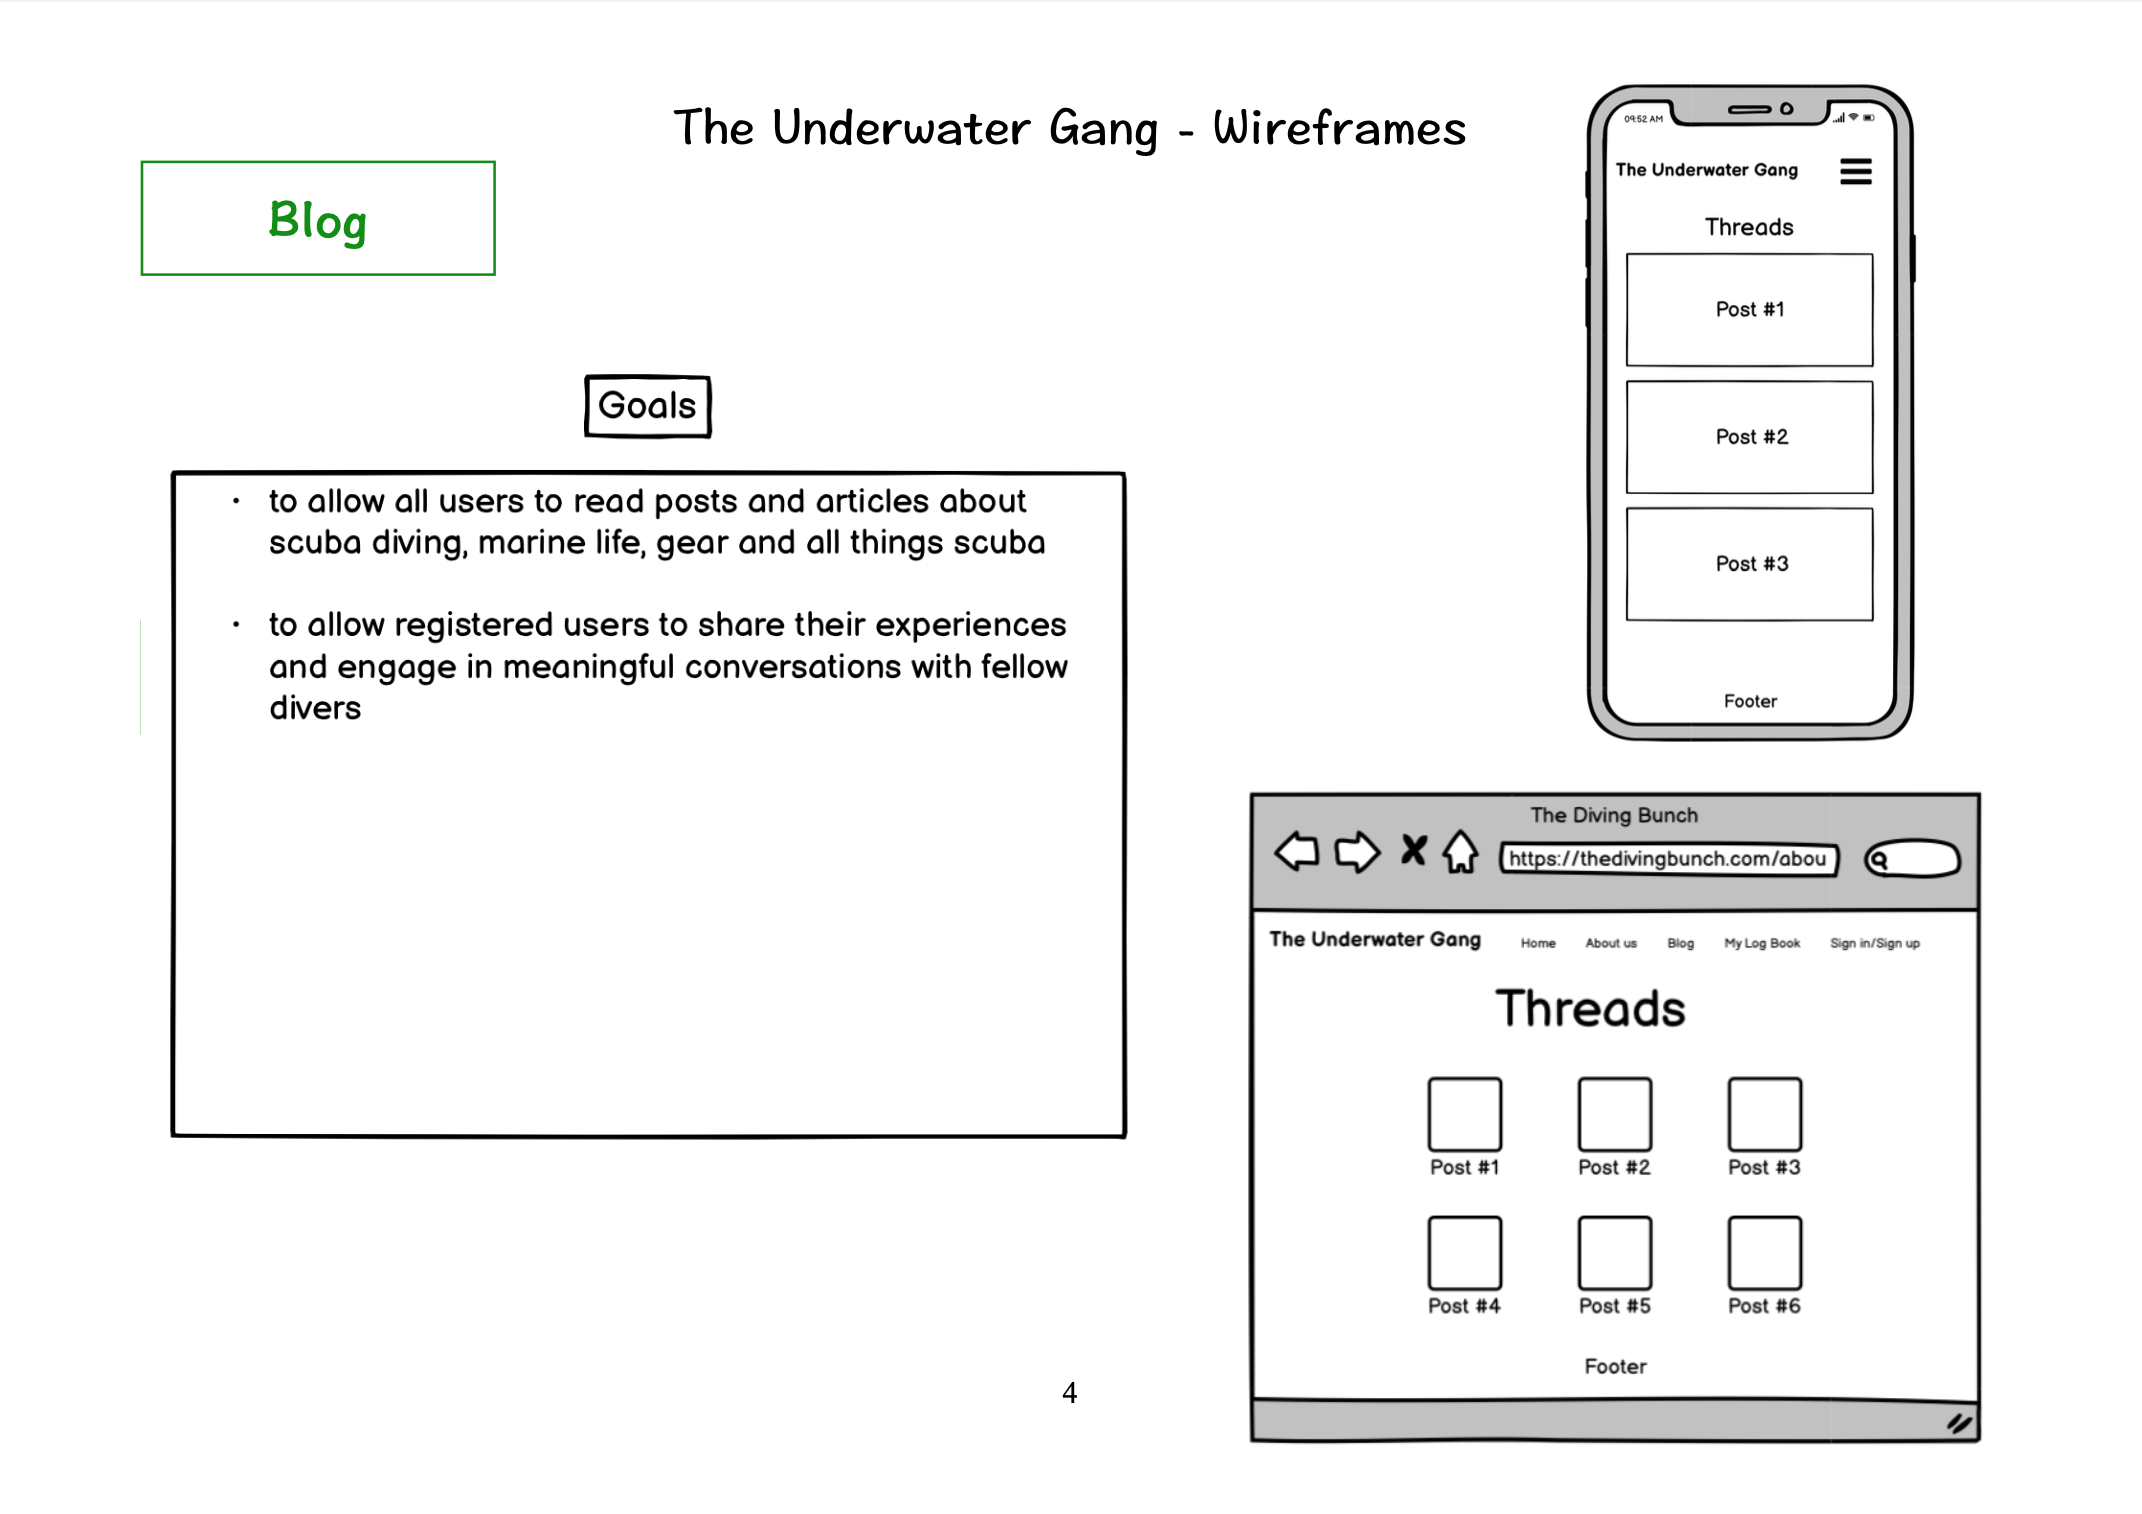 The Underwater Gang - Wireframes
Blog
Goals
• to allow all users to read posts and articles about
scuba diving, marine life, gear and all things scuba
• to allow registered users to share their experiences
and engage in meaningful conversations with fellow
divers
09:52 AM
The Underwater Gang
Threads
Post #1
Post #2
Post #3
Footer
The Diving Bunch
https://thedivingbunch.com/abou
The Underwater Gang Home About us Blog My Log Book Sign in/Sign up
Threads
Post #1 Post #2 Post #3
Post #4 Post #5 Post #6
Footer
4